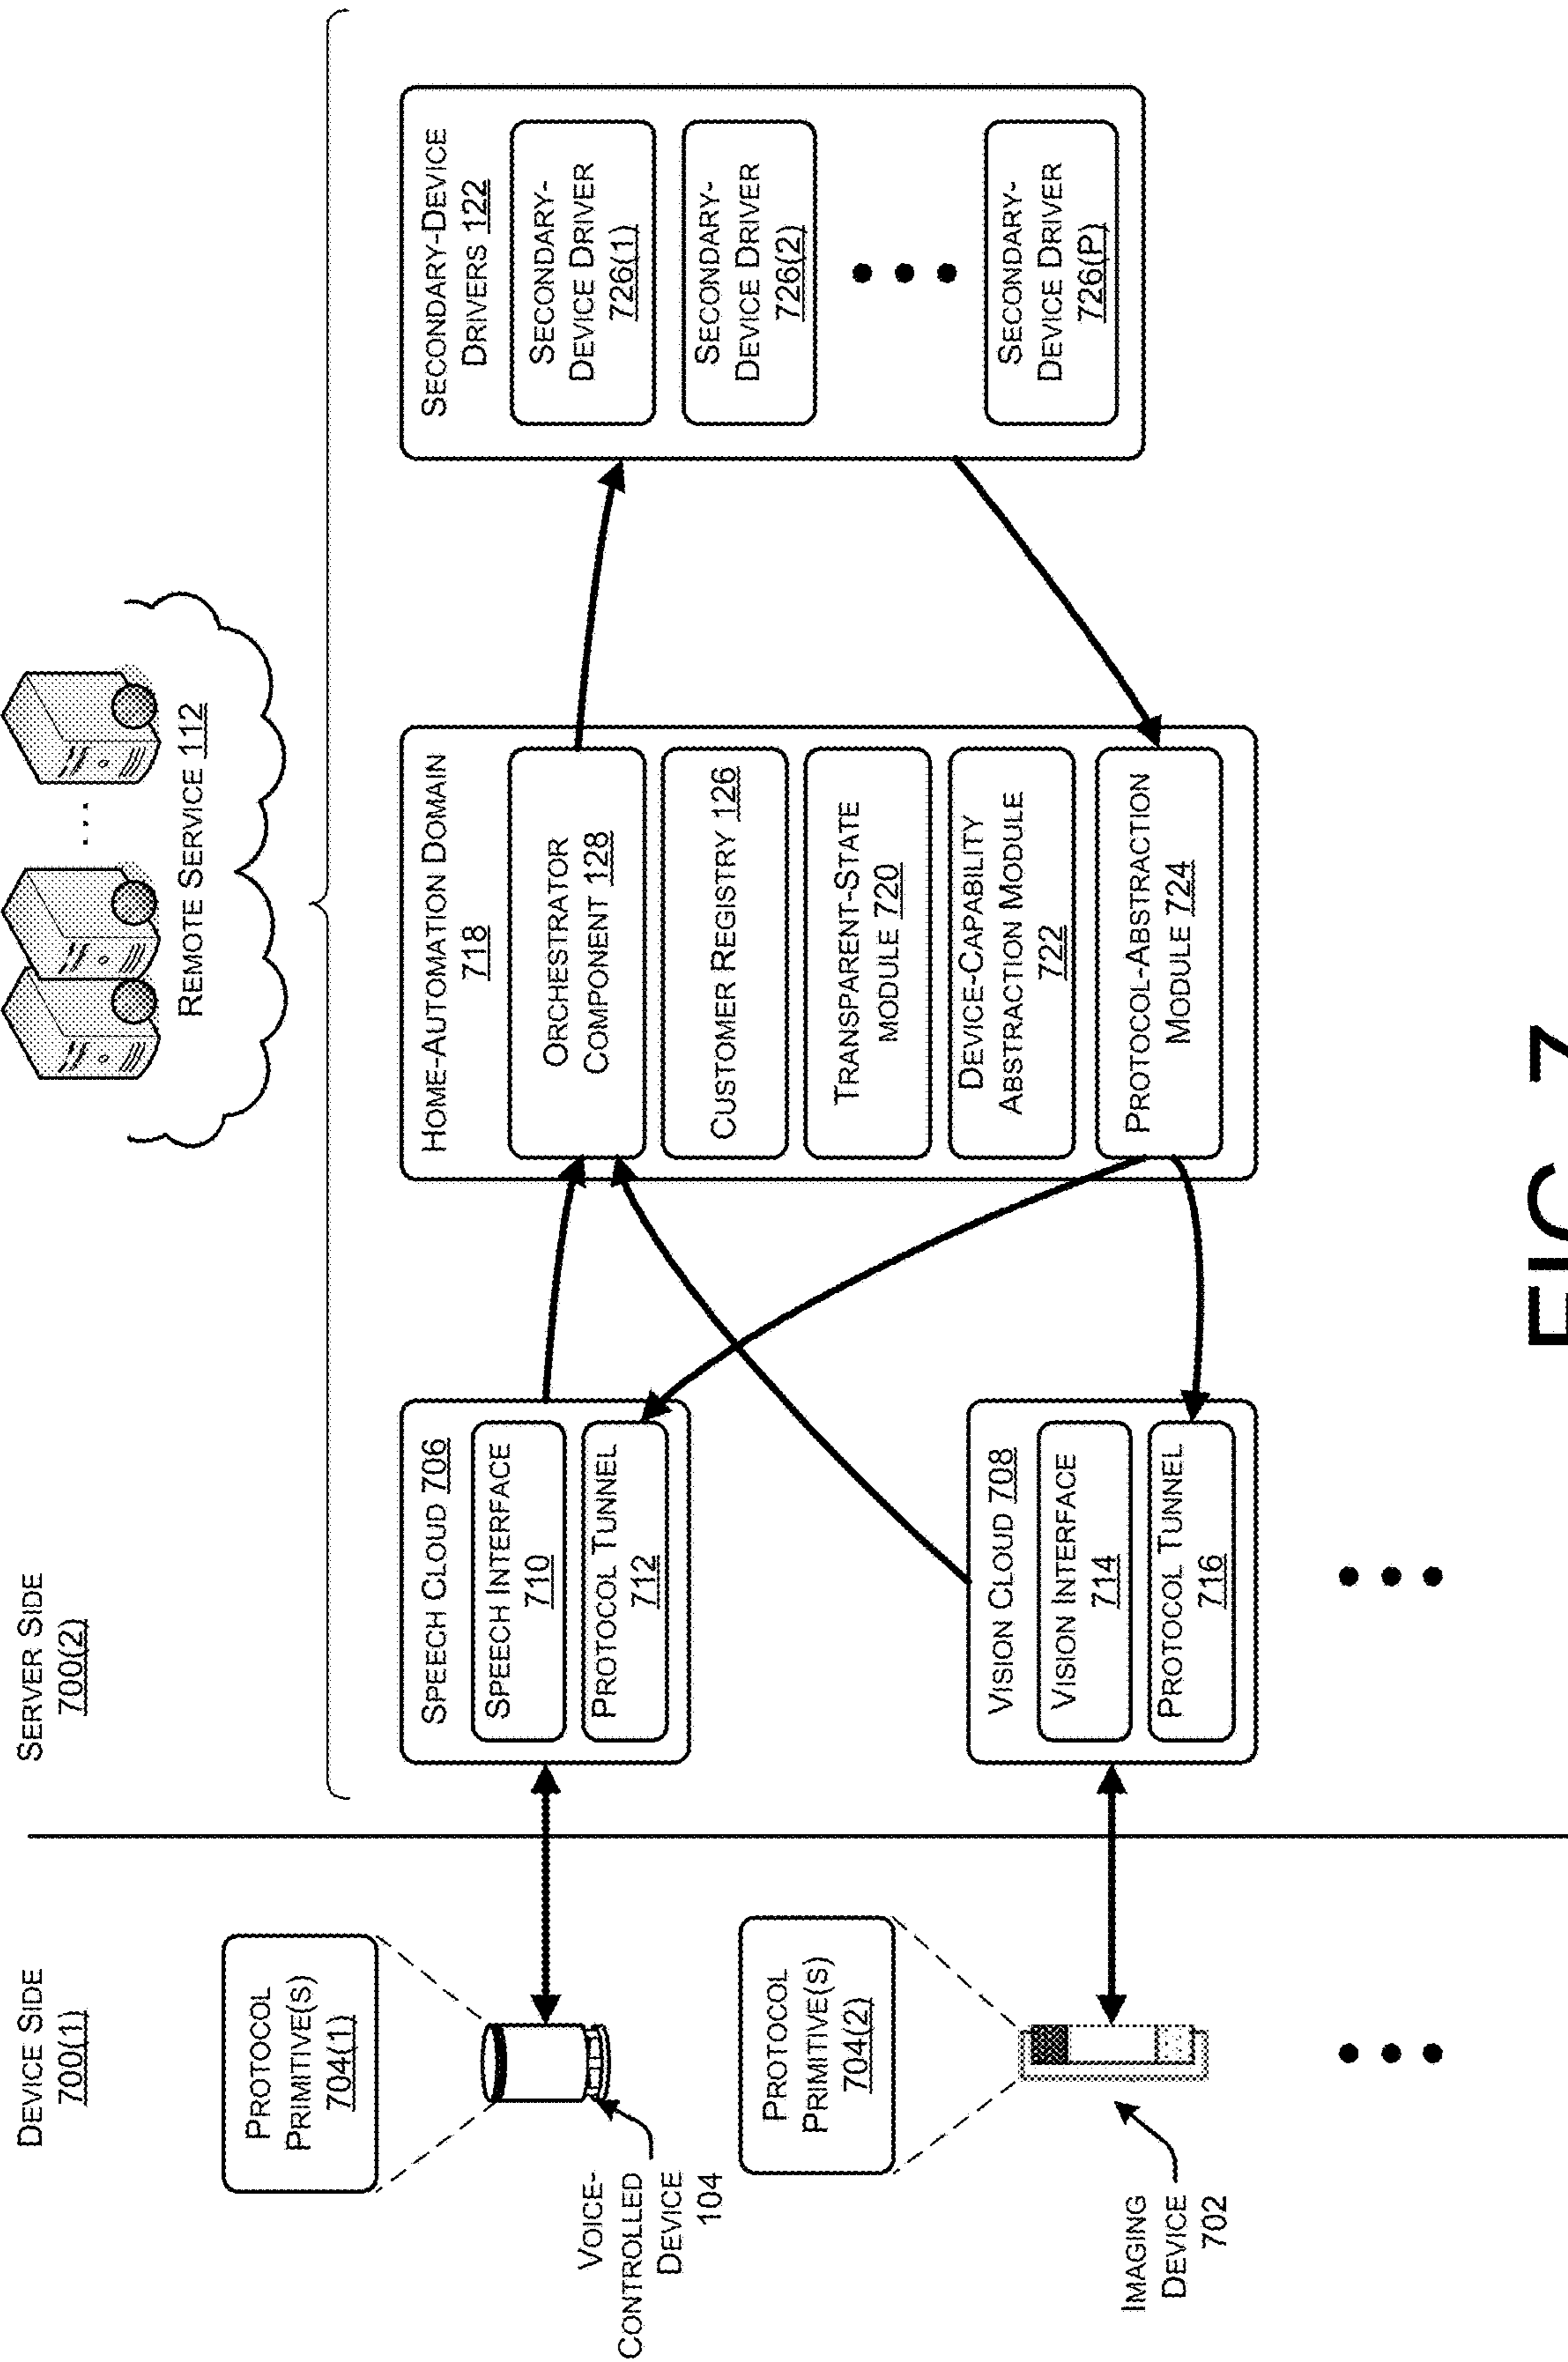 DEVICE SIDE
700(1)
SERVER SIDE
700(2)
REMOTE SERVICE 112
PROTOCOL
PRIMITIVE(S)
704(1)
VOICE-
CONTROLLED
DEVICE
104
PROTOCOL
PRIMITIVE(S)
704(2)
IMAGING
DEVICE
702
SPEECH CLOUD 706
SPEECH INTERFACE
710
PROTOCOL TUNNEL
712
VISION CLOUD 708
VISION INTERFACE
714
PROTOCOL TUNNEL
716
HOME-AUTOMATION DOMAIN
718
ORCHESTRATOR
COMPONENT 128
CUSTOMER REGISTRY 126
TRANSPARENT-STATE
MODULE 720
DEVICE-CAPABILITY
ABSTRACTION MODULE
722
PROTOCOL-ABSTRACTION
MODULE 724
SECONDARY-DEVICE
DRIVERS 122
SECONDARY-
DEVICE DRIVER
726(1)
SECONDARY-
DEVICE DRIVER
726(2)
SECONDARY-
DEVICE DRIVER
726(P)
FIG. 7